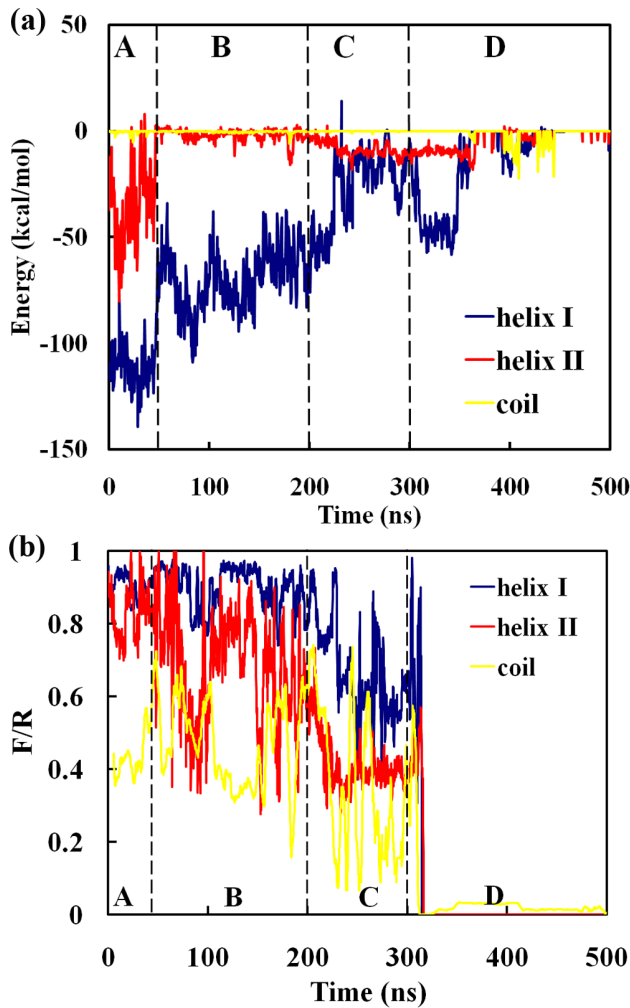 (a)
50
0
-50
-100
-150
Energy (kcal/mol)
A B C D
helix I
helix II
coil
0 100 200 300 400 500
Time (ns)
(b)
1
0.8
0.6
0.4
0.2
0
F/R
helix I
helix II
coil
A B C D
0 100 200 300 400 500
Time (ns)